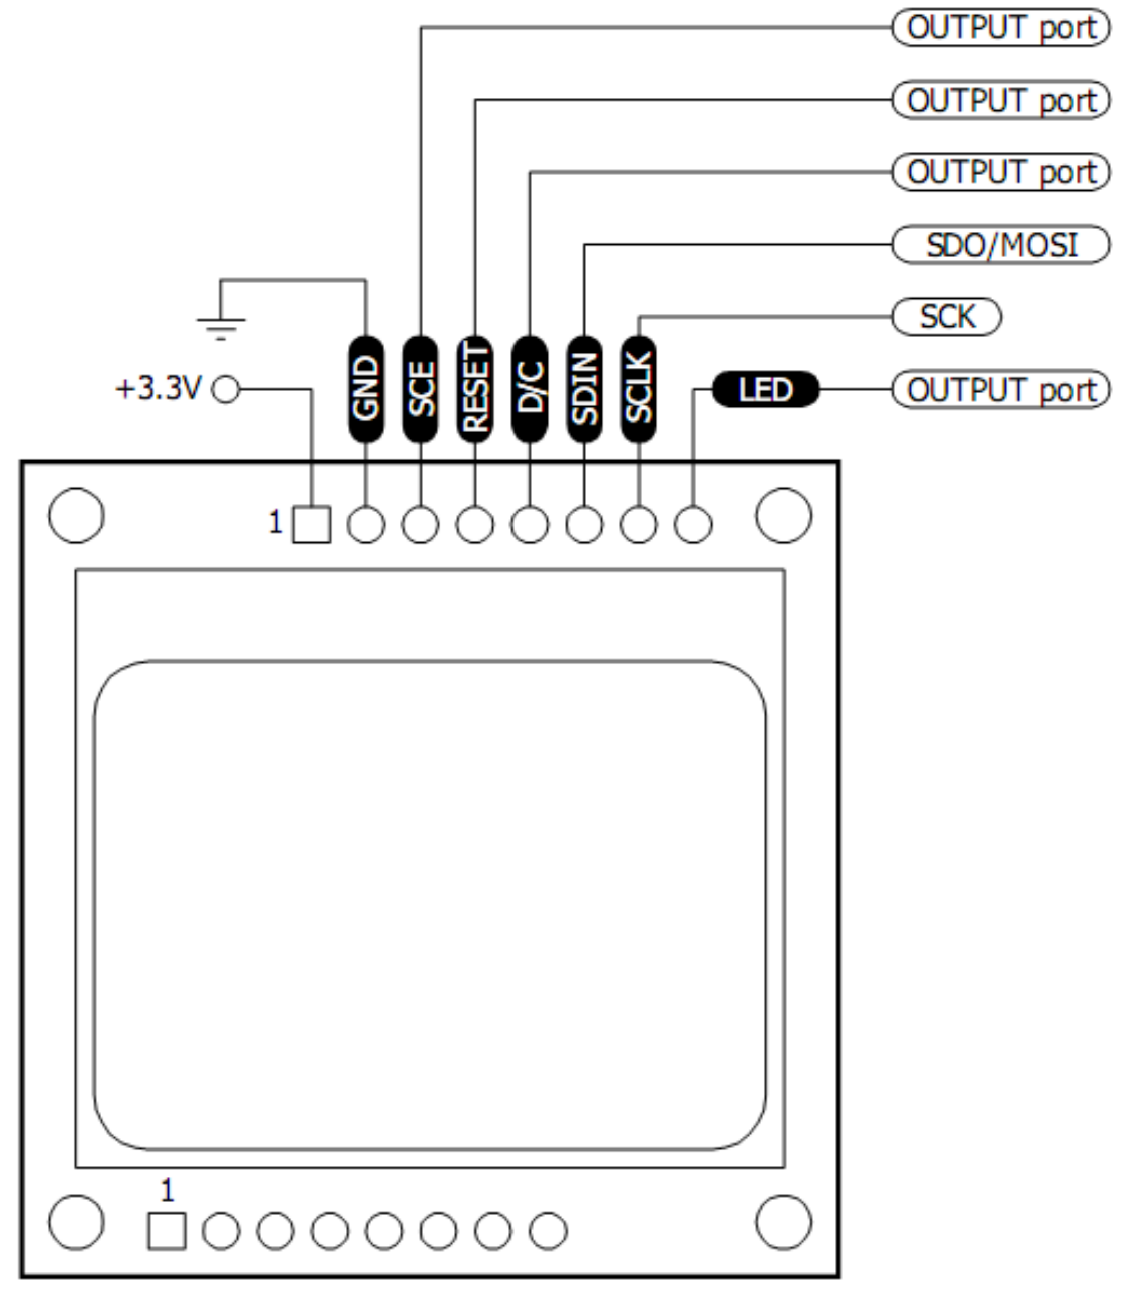 OUTPUT port
OUTPUT port
OUTPUT port
SDO/MOSI
SCK
+3.3V
GND
SCE
RESET
D/C
SDIN
SCLK
LED
OUTPUT port
1
1